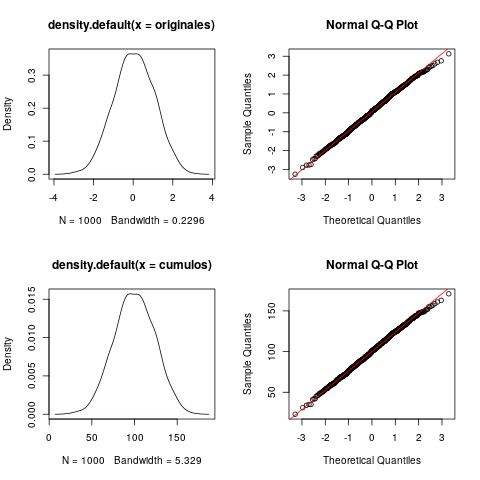 density.default(x = originales)
Density
0.0 0.1 0.2 0.3
-4 -2 0 2 4
N = 1000 Bandwidth = 0.2296
Normal Q-Q Plot
Sample Quantiles
-3 -2 -1 0 1 2 3
-3 -2 -1 0 1 2 3
Theoretical Quantiles
density.default(x = cumulos)
Density
0.000 0.005 0.010 0.015
0 50 100 150
N = 1000 Bandwidth = 5.329
Normal Q-Q Plot
Sample Quantiles
50 100 150
-3 -2 -1 0 1 2 3
Theoretical Quantiles